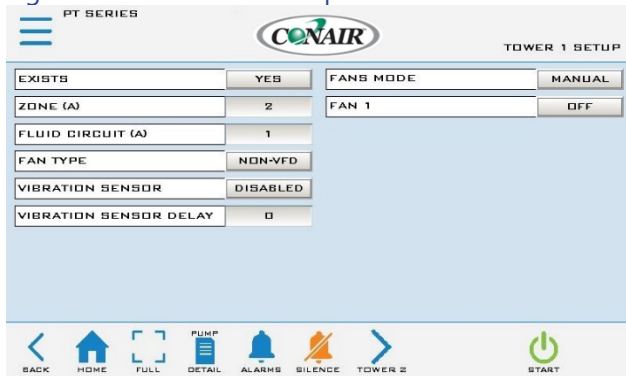 PT SERIES
CONAIR
TOWER 1 SETUP
EXISTS YES
ZONE (A) 2
FLUID CIRCUIT (A) 1
FAN TYPE NON-VFD
VIBRATION SENSOR DISABLED
VIBRATION SENSOR DELAY 0
FANS MODE MANUAL
FAN 1 OFF
BACK
HOME
FULL
PUMP
DETAIL
ALARMS
SILENCE
TOWER 2
START